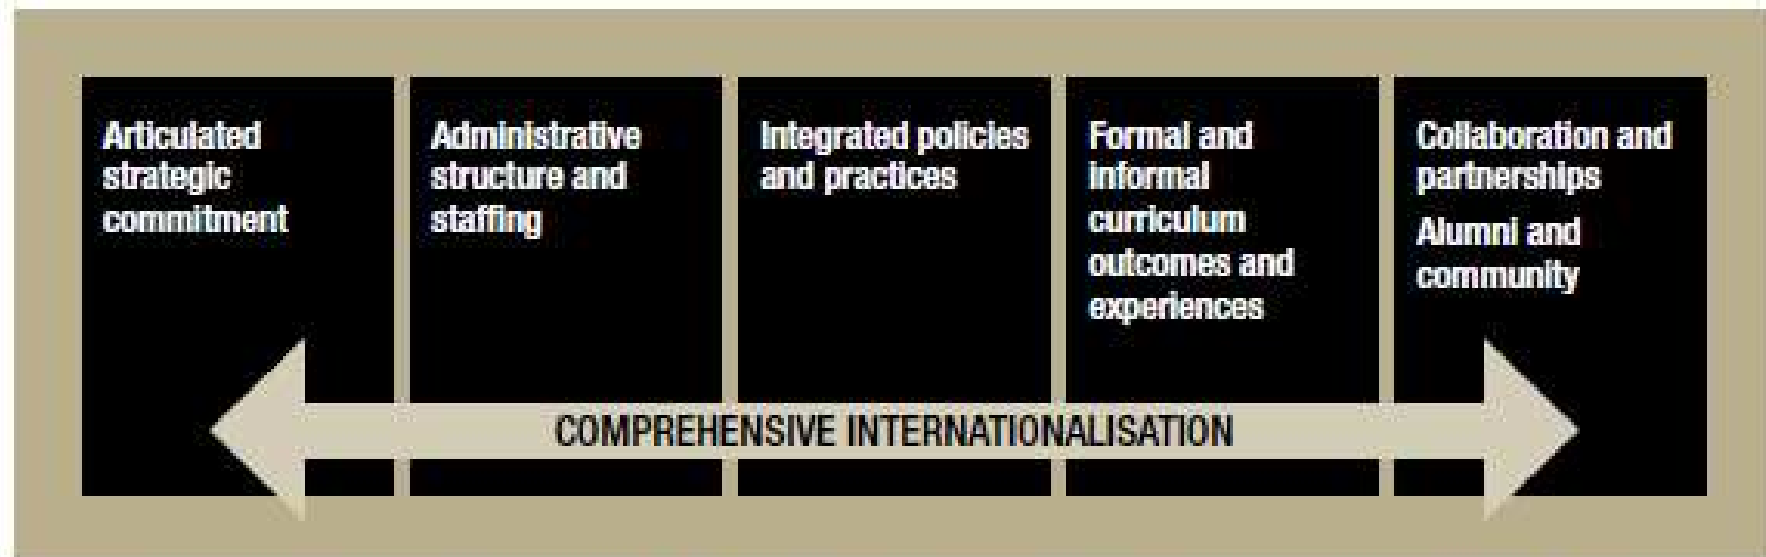 Articulated
strategic
commitment
Administrative
structure and
staffing
Integrated policies
and practices
Formal and
informal
curriculum
outcomes and
experiences
Collaboration and
partnerships
Alumni and
community
COMPREHENSIVE INTERNATIONALISATION